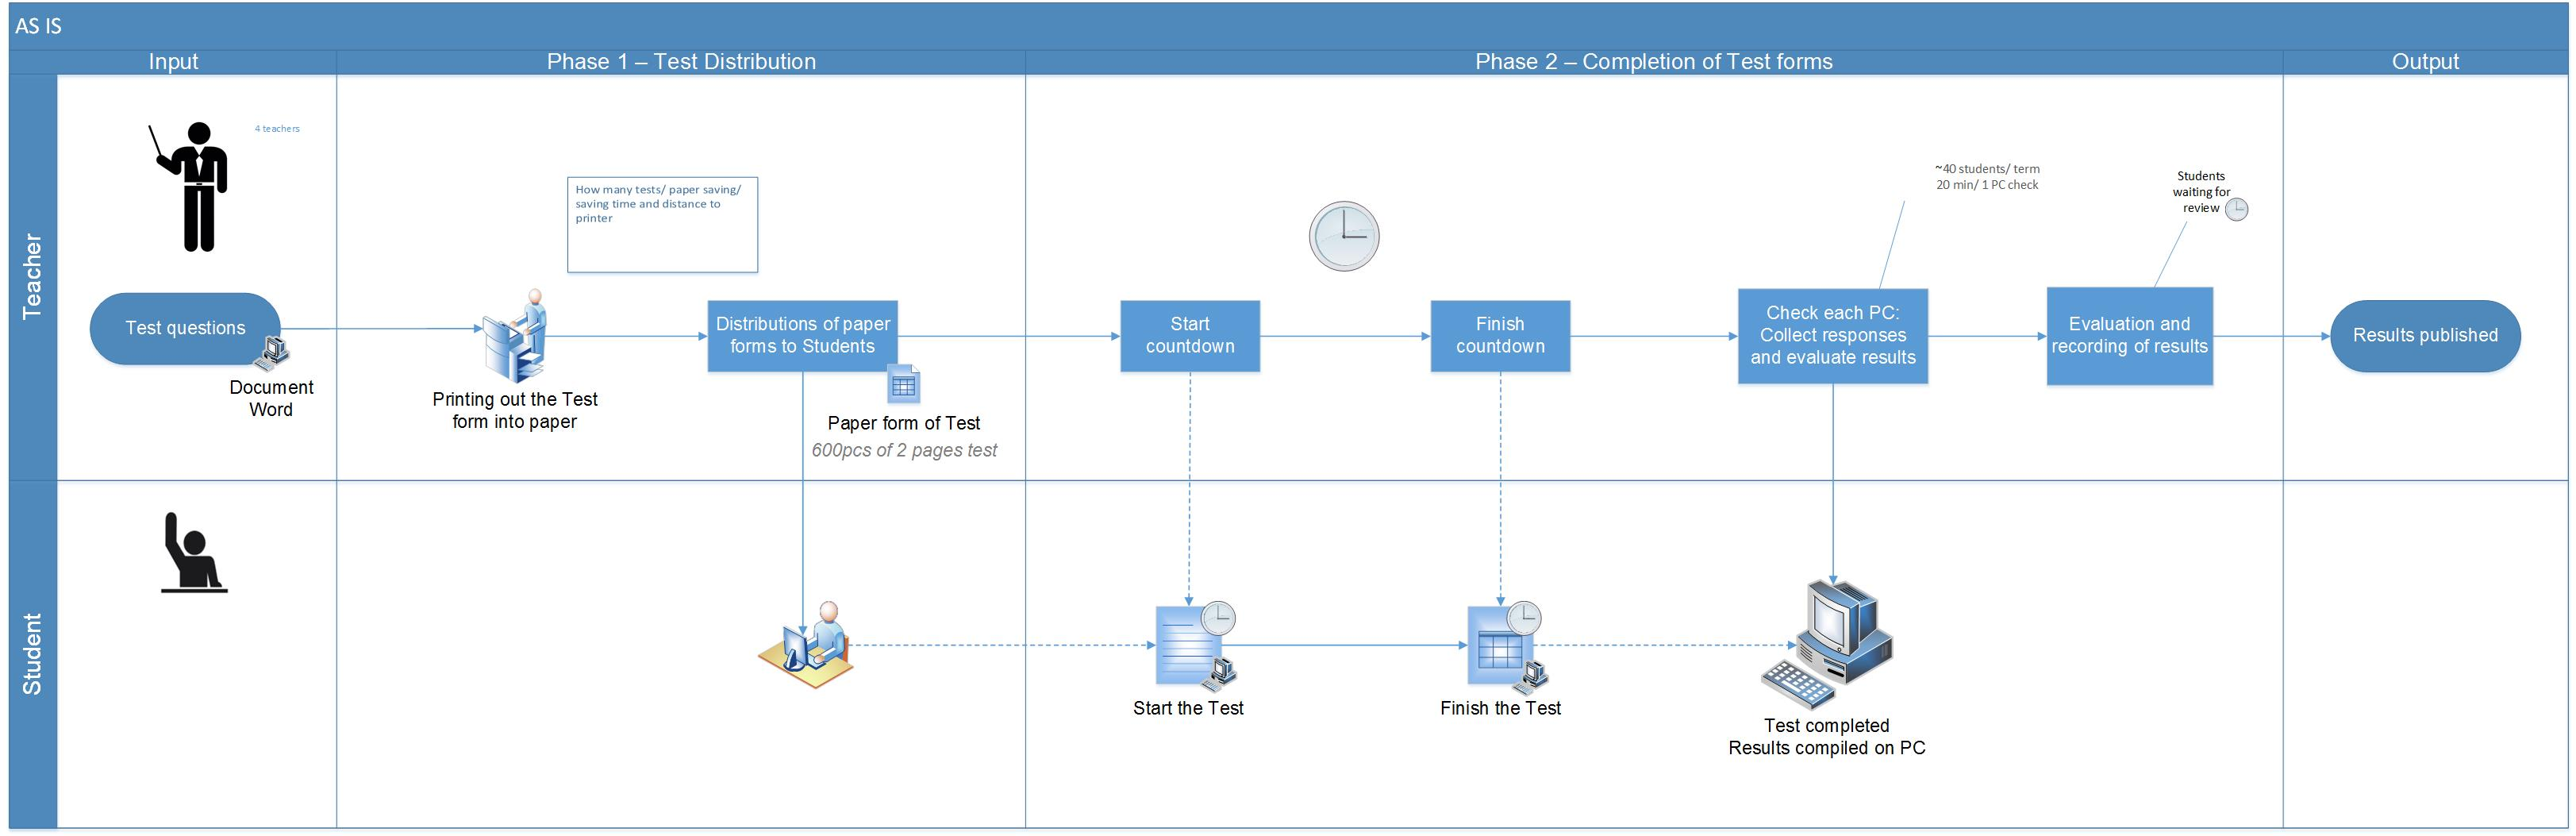 AS IS
Input
Phase 1 – Test Distribution
Phase 2 – Completion of Test forms
Output
Teacher
4 teachers
Test questions
Document
Word
How many tests/ paper saving/
saving time and distance to
printer
Printing out the Test
form into paper
Distributions of paper
forms to Students
Paper form of Test
600pcs of 2 pages test
Start
countdown
Finish
countdown
~40 students/ term
20 min/ 1 PC check
Check each PC:
Collect responses
and evaluate results
Students
waiting for
review
Evaluation and
recording of results
Results published
Student
Start the Test
Finish the Test
Test completed
Results compiled on PC